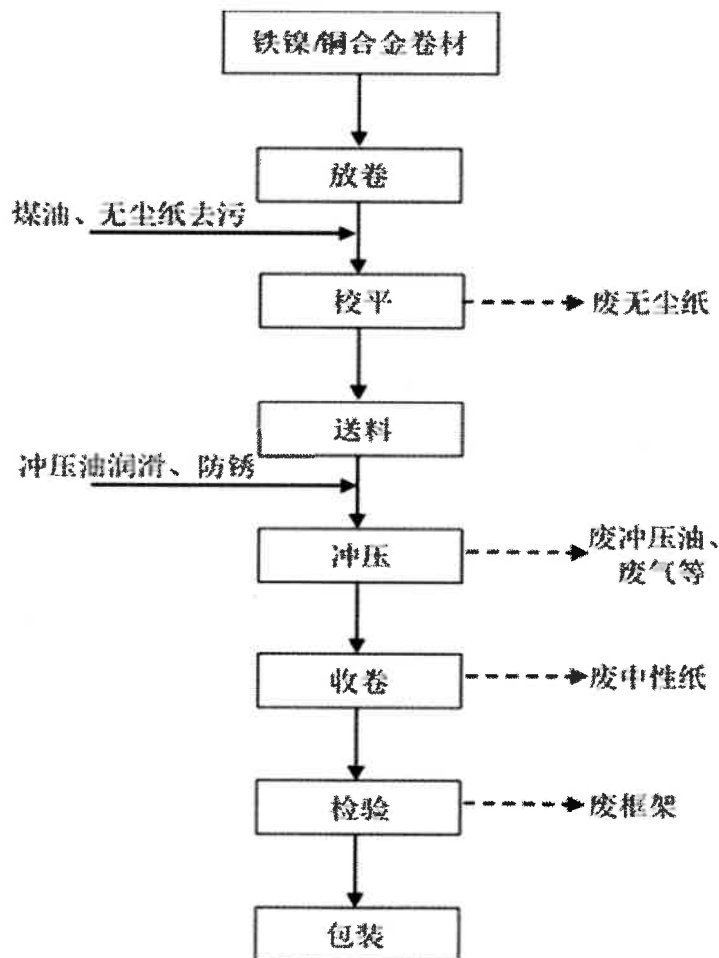 铁镍/铜合金卷材
放卷
煤油、无尘纸去污
校平
废无尘纸
送料
冲压油润滑、防锈
冲压
废冲压油、
废气等
收卷
废中性纸
检验
废框架
包装